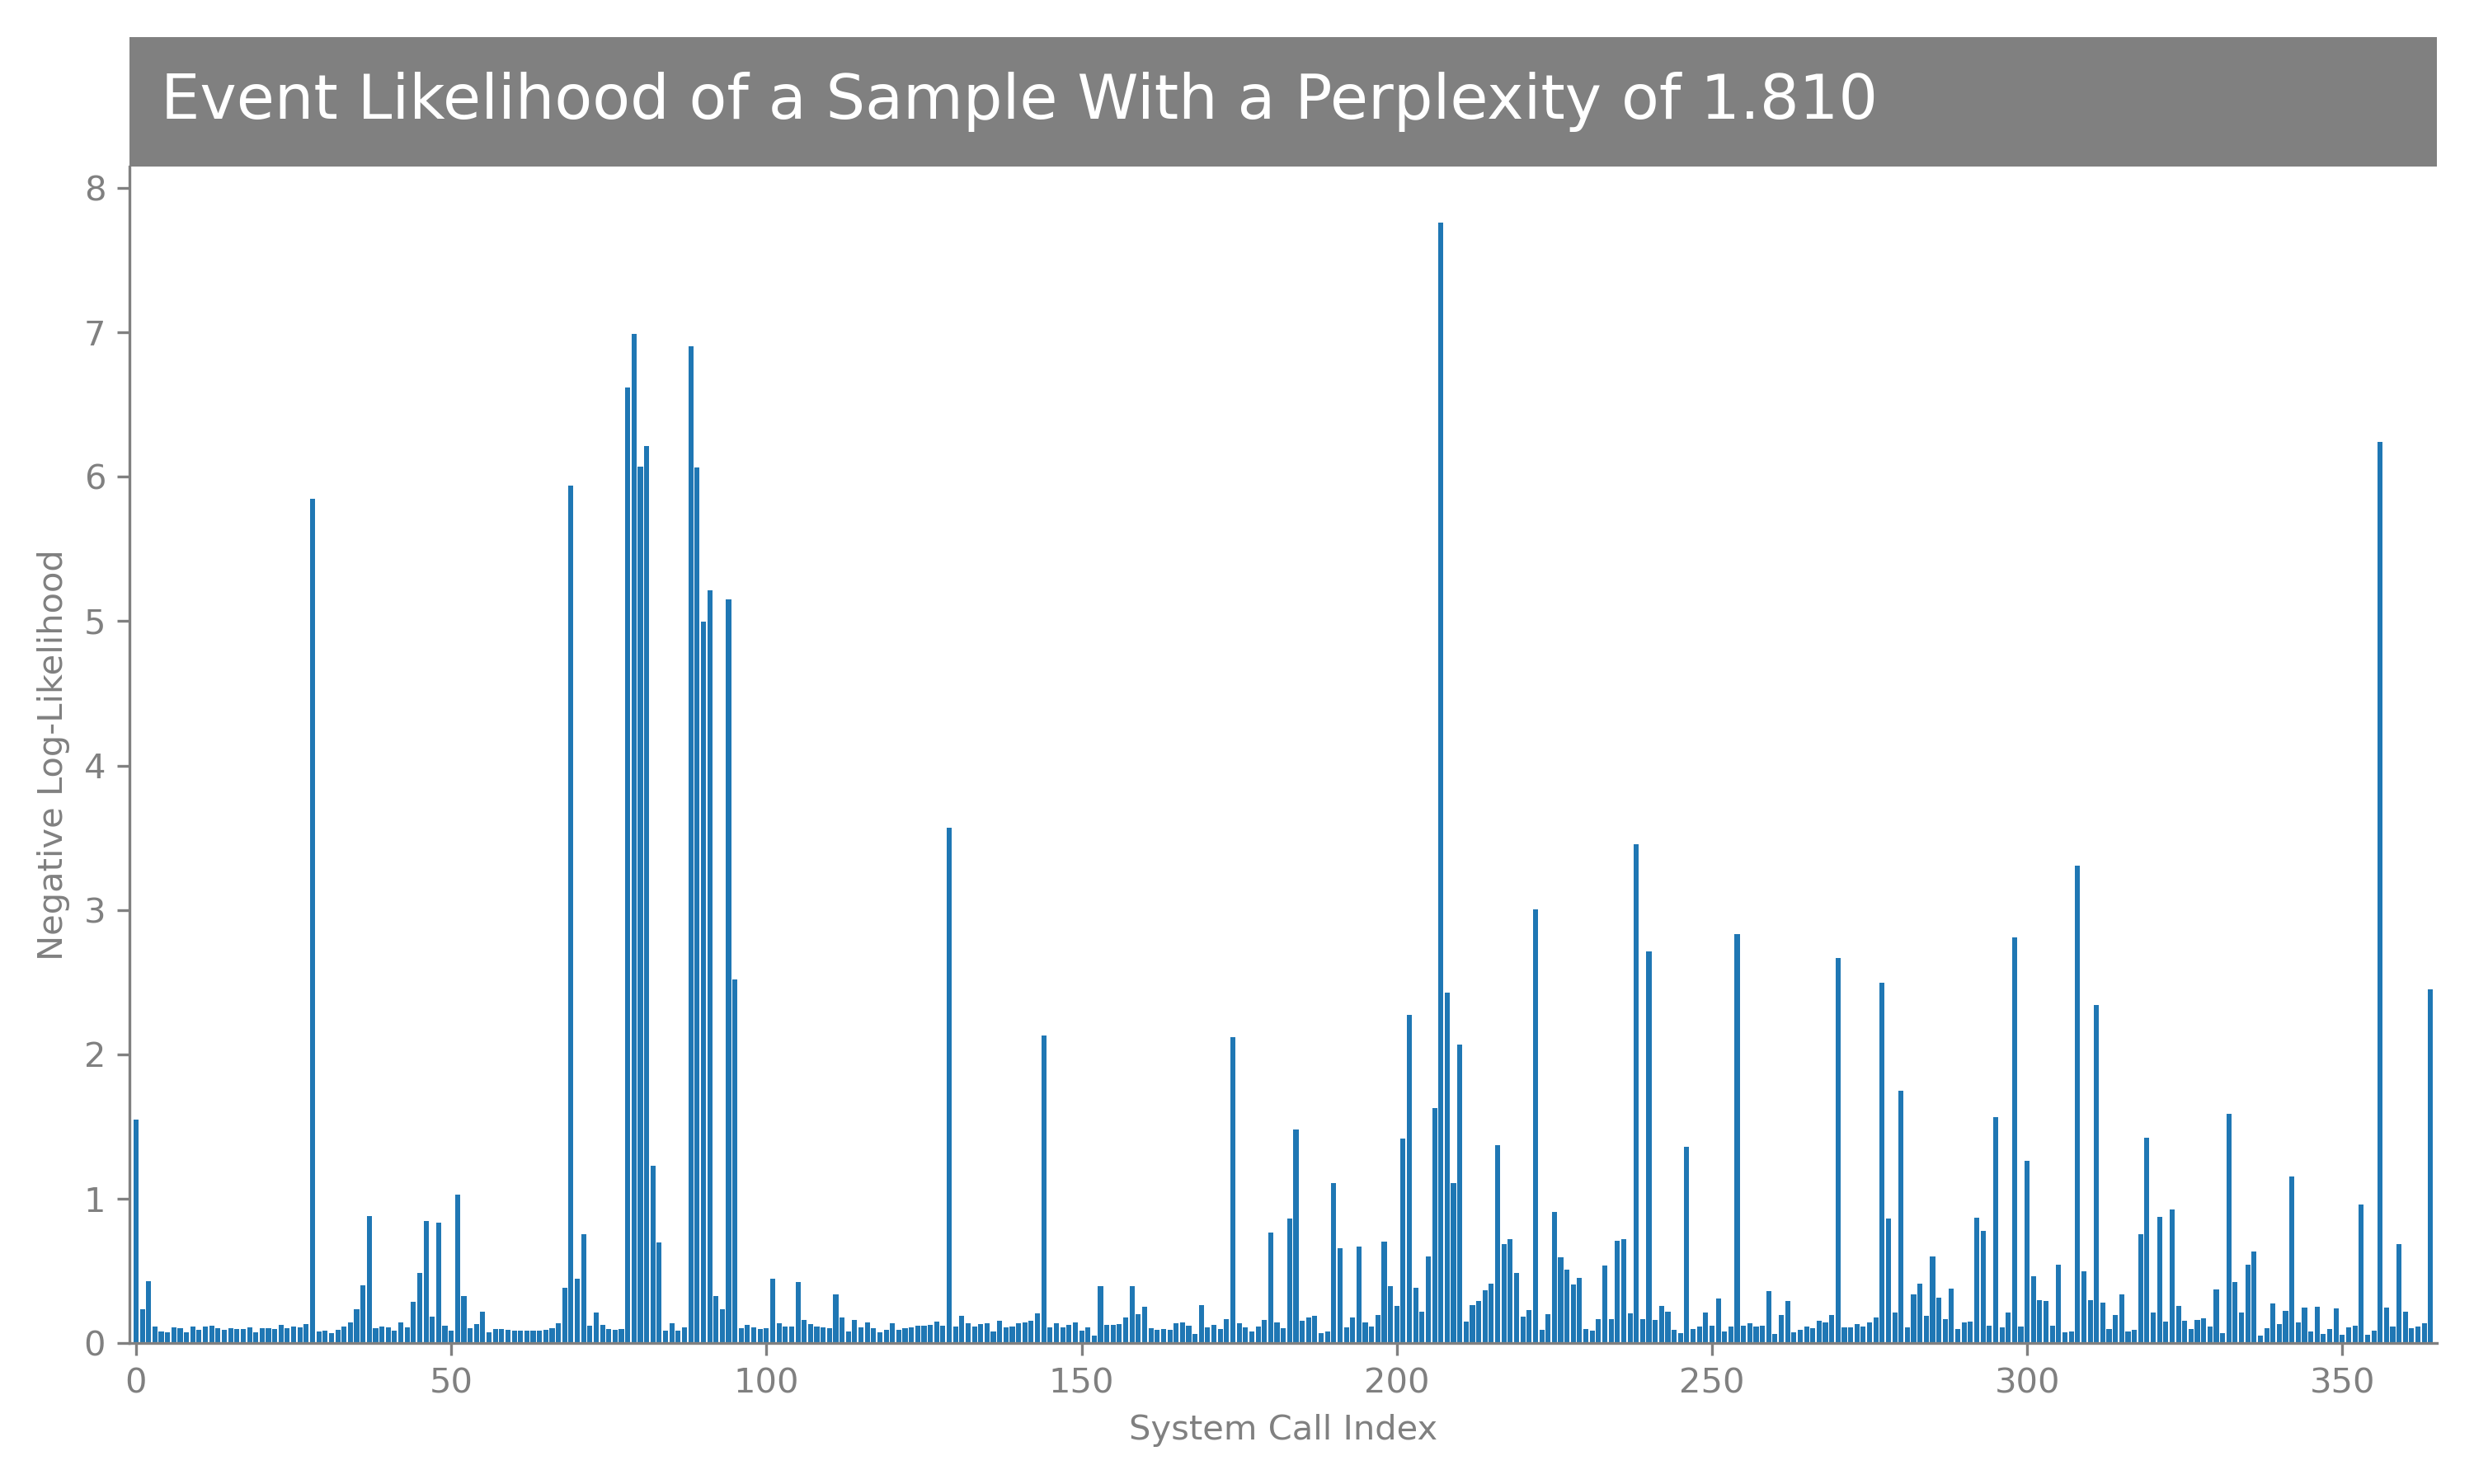 Event Likelihood of a Sample With a Perplexity of 1.810
8
7
6
5
4
3
2
1
0
Negative Log-Likelihood
0 50 100 150 200 250 300 350
System Call Index